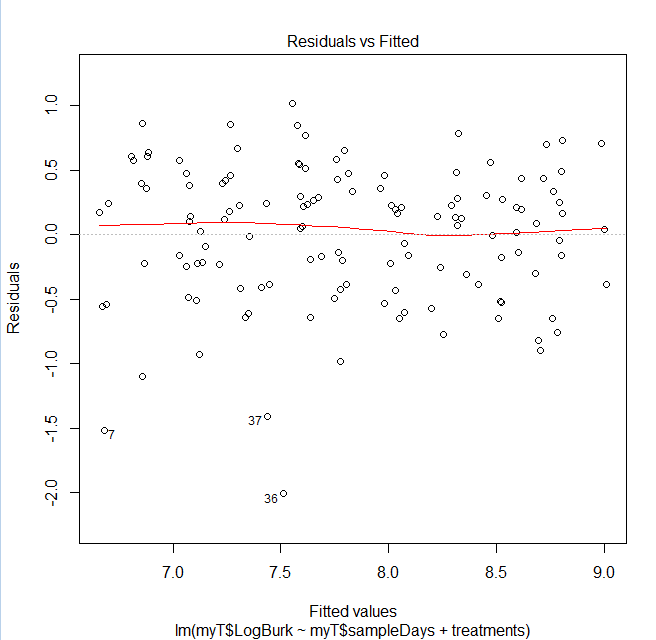 Residuals vs Fitted
Residuals
1.0
0.5
0.0
-0.5
-1.0
-1.5
-2.0
7
37
36
7.0 7.5 8.0 8.5 9.0
Fitted values
lm(myT$LogBurk ~ myT$sampleDays + treatments)